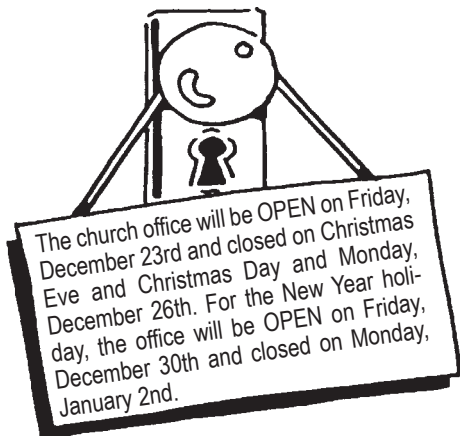 The church office will be OPEN on Friday,
December 23rd and closed on Christmas
Eve and Christmas Day and Monday,
December 26th. For the New Year holi-
day, the office will be OPEN on Friday,
December 30th and closed on Monday,
January 2nd.